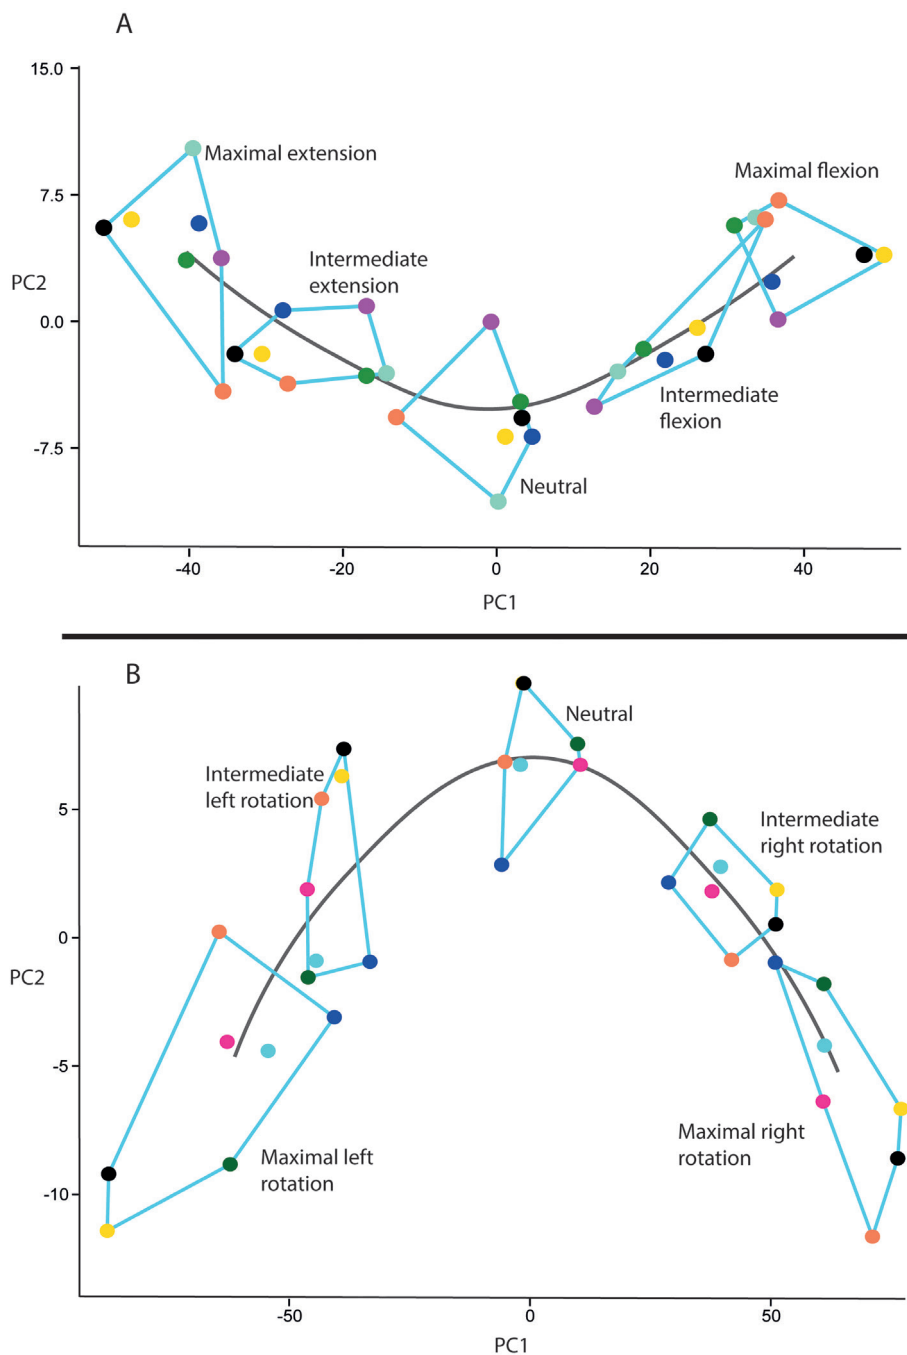 A
15.0
Maximal extension
Maximal flexion
7.5
Intermediate
extension
PC2
0.0
Intermediate
flexion
-7.5
Neutral
-40
-20
0
20
40
PC1
B
Neutral
Intermediate
left rotation
Intermediate
right rotation
5
0
PC2
-5
Maximal right
rotation
Maximal left
rotation
-10
-50
0
50
PC1